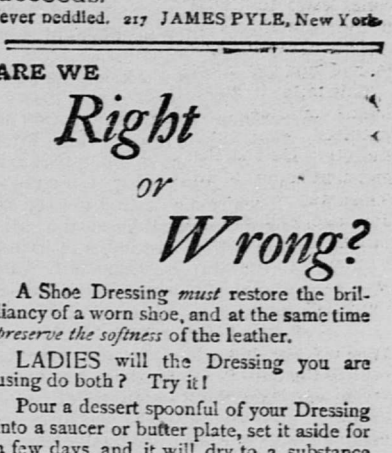 ever peddled. 217 JAMES PYLE, New York
ARE WE
Right
or
Wrong?
A Shoe Dressing must restore the bril-
liancy of a worn shoe, and at the same time
preserve the softness of the leather.
LADIES will the Dressing you are
using do both? Try it!
Pour a dessert spoonful of your Dressing
into a saucer or butter plate, set it aside for
a few days and it will dry to a substance